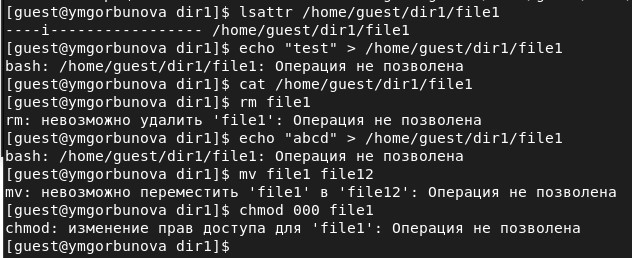 [guest@ymgorbunova dir1]$ lsattr /home/guest/dir1/file1
----i----------------- /home/guest/dir1/file1
[guest@ymgorbunova dir1]$ echo "test" > /home/guest/dir1/file1
bash: /home/guest/dir1/file1: Операция не позволена
[guest@ymgorbunova dir1]$ cat /home/guest/dir1/file1
[guest@ymgorbunova dir1]$ rm file1
rm: невозможно удалить 'file1': Операция не позволена
[guest@ymgorbunova dir1]$ echo "abcd" > /home/guest/dir1/file1
bash: /home/guest/dir1/file1: Операция не позволена
[guest@ymgorbunova dir1]$ mv file1 file12
mv: невозможно переместить 'file1' в 'file12': Операция не позволена
[guest@ymgorbunova dir1]$ chmod 000 file1
chmod: изменение прав доступа для 'file1': Операция не позволена
[guest@ymgorbunova dir1]$